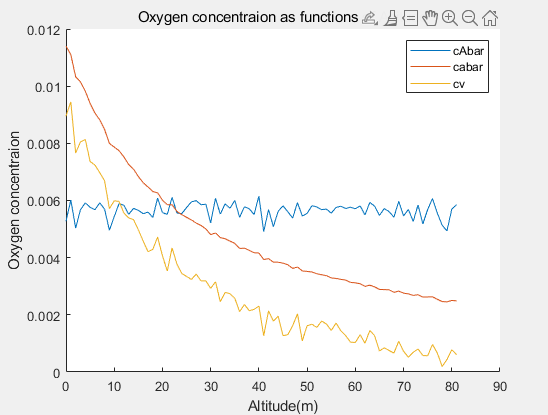 Oxygen concentraion as functions
0.012
0.01
0.008
0.006
0.004
0.002
0
Oxygen concentraion
cAbar
cabar
cv
0 10 20 30 40 50 60 70 80 90
Altitude(m)